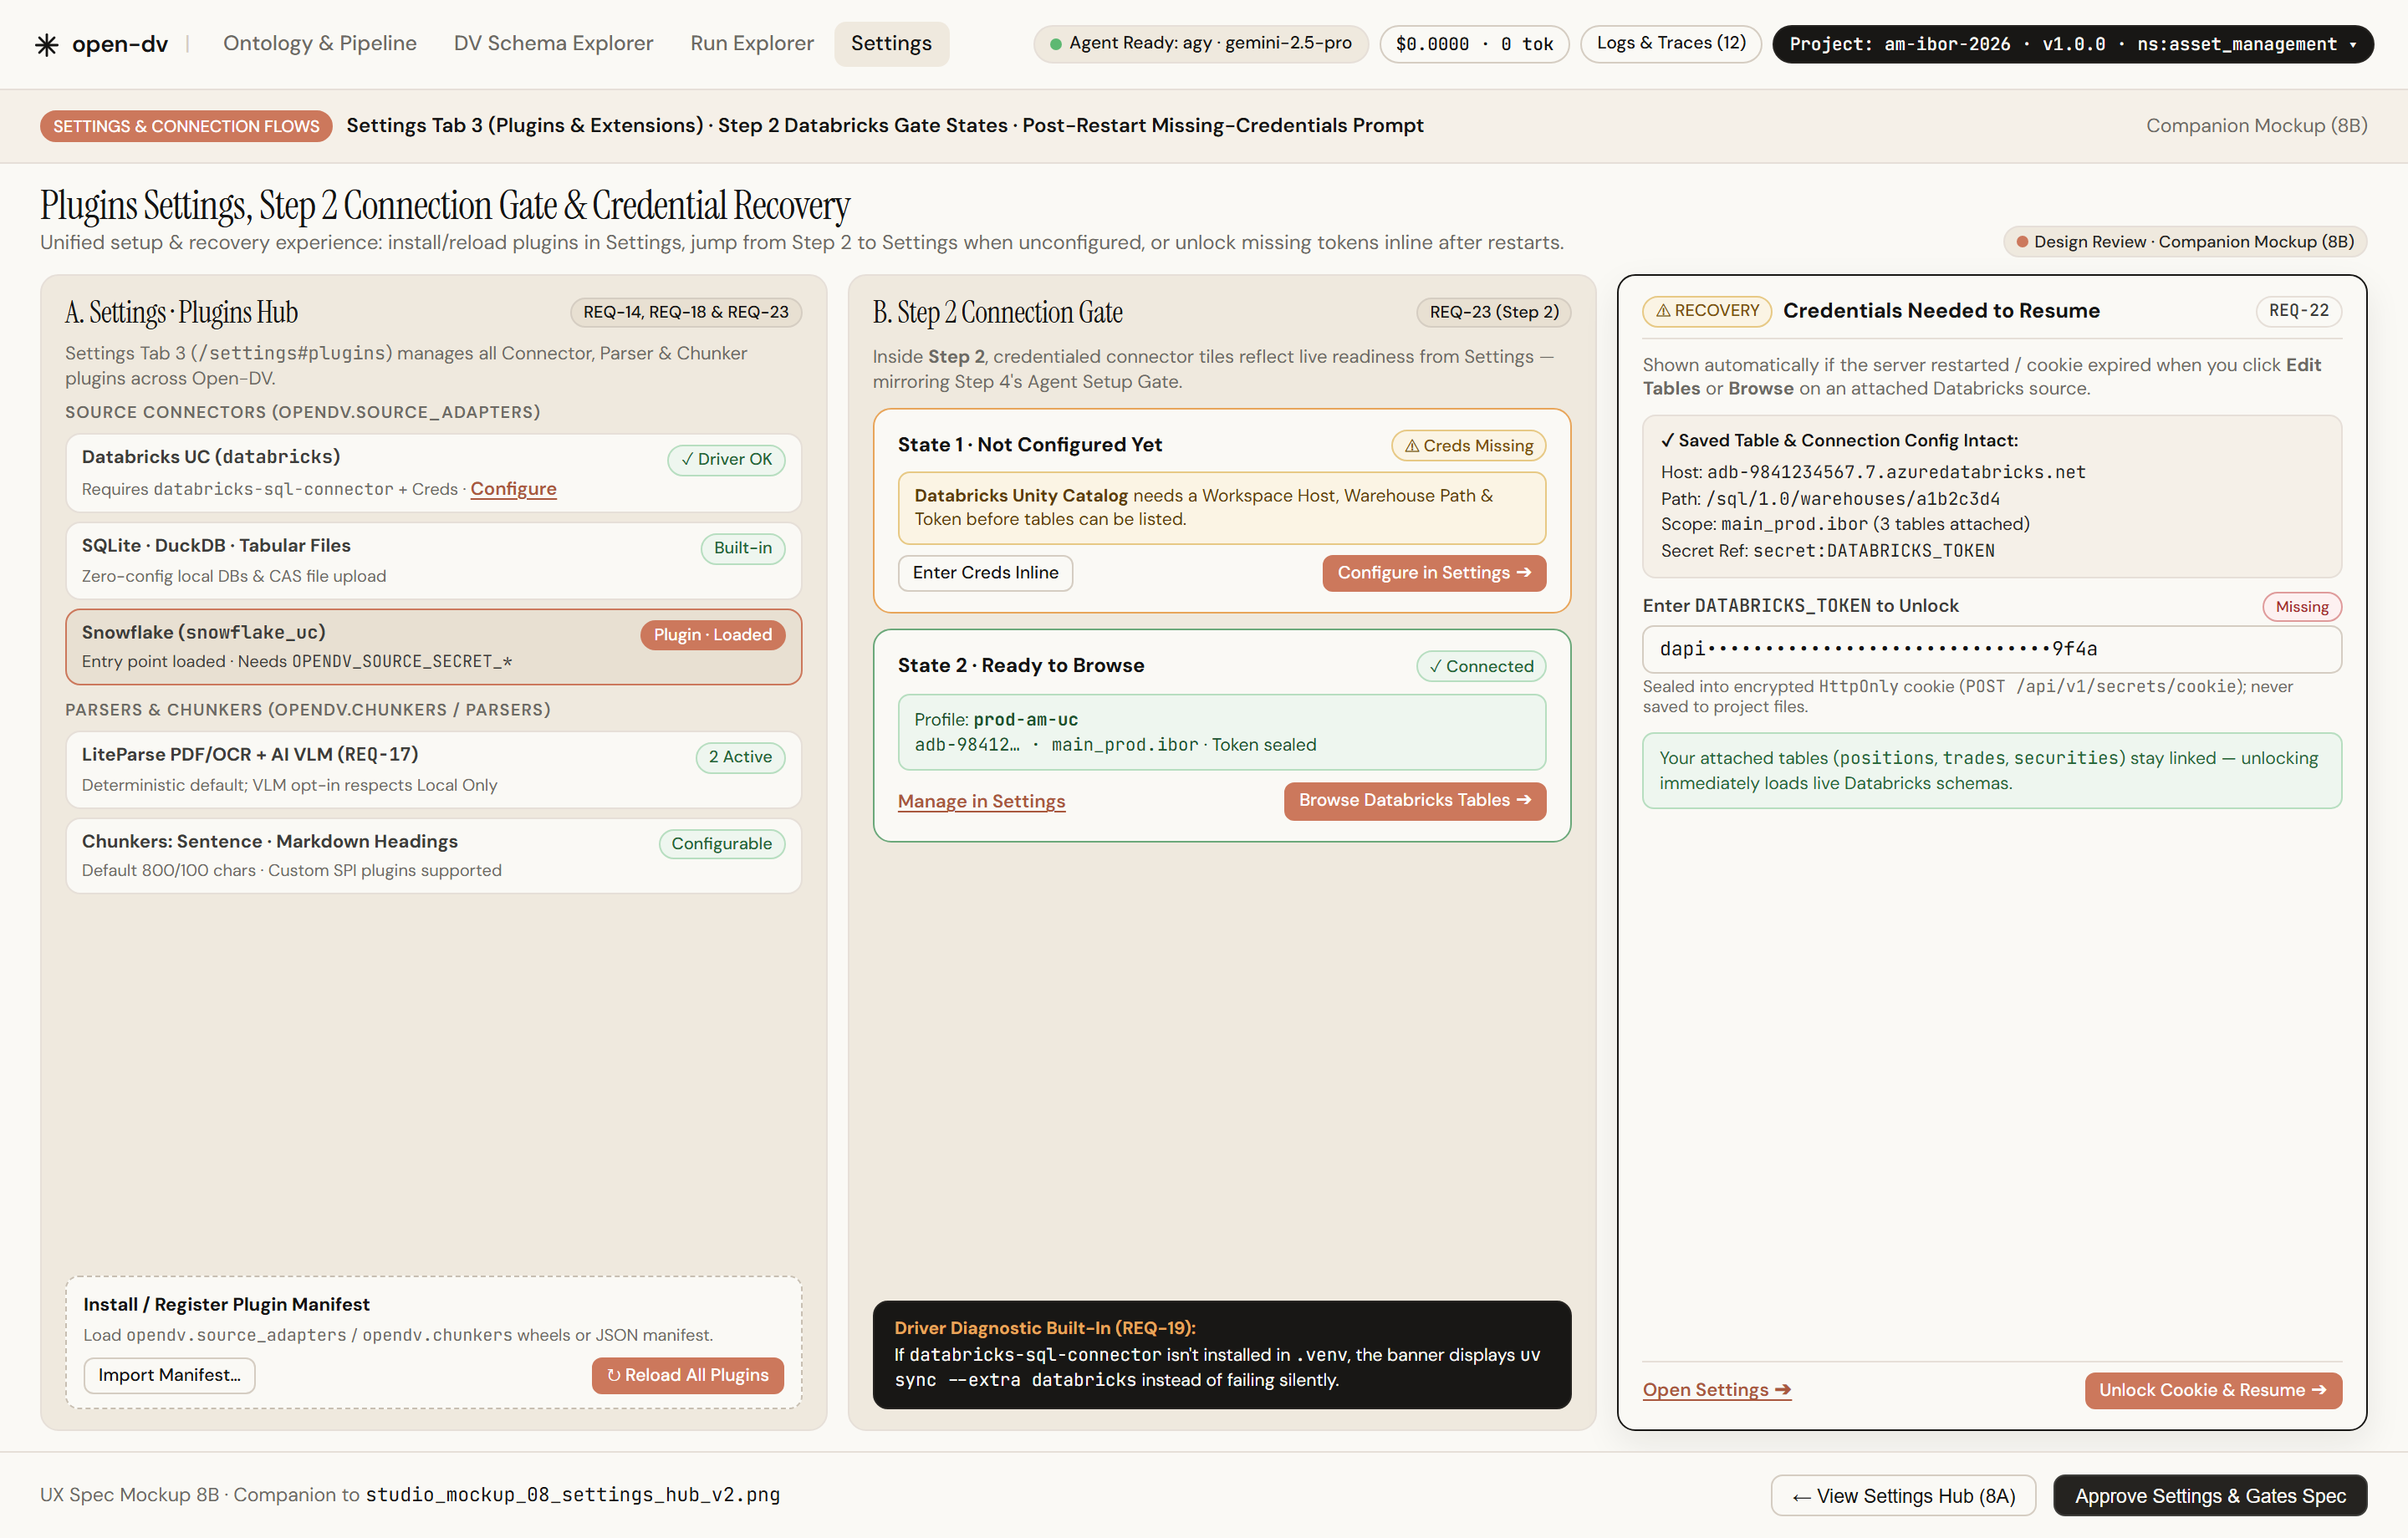 open-dv
Ontology & Pipeline
DV Schema Explorer
Run Explorer
Settings
Agent Ready: agy · gemini-2.5-pro
$0.0000 · 0 tok
Logs & Traces (12)
Project: am-ibor-2026 · v1.0.0 · ns:asset_management ▾
SETTINGS & CONNECTION FLOWS
Settings Tab 3 (Plugins & Extensions) · Step 2 Databricks Gate States · Post-Restart Missing-Credentials Prompt
Companion Mockup (8B)
Plugins Settings, Step 2 Connection Gate & Credential Recovery
Unified setup & recovery experience: install/reload plugins in Settings, jump from Step 2 to Settings when unconfigured, or unlock missing tokens inline after restarts.
Design Review · Companion Mockup (8B)
A. Settings · Plugins Hub
REQ-14, REQ-18 & REQ-23
Settings Tab 3 (/settings#plugins) manages all Connector, Parser & Chunker
plugins across Open-DV.
SOURCE CONNECTORS (OPENDV.SOURCE_ADAPTERS)
Databricks UC (databricks)
✓ Driver OK
Requires databricks-sql-connector + Creds · Configure
SQLite · DuckDB · Tabular Files
Built-in
Zero-config local DBs & CAS file upload
Snowflake (snowflake_uc)
Plugin · Loaded
Entry point loaded · Needs OPENDV_SOURCE_SECRET_*
PARSERS & CHUNKERS (OPENDV.CHUNKERS / PARSERS)
LiteParse PDF/OCR + AI VLM (REQ-17)
2 Active
Deterministic default; VLM opt-in respects Local Only
Chunkers: Sentence · Markdown Headings
Configurable
Default 800/100 chars · Custom SPI plugins supported
Install / Register Plugin Manifest
Load opendv.source_adapters / opendv.chunkers wheels or JSON manifest.
Import Manifest...
↻ Reload All Plugins
B. Step 2 Connection Gate
REQ-23 (Step 2)
Inside Step 2, credentialed connector tiles reflect live readiness from Settings —
mirroring Step 4's Agent Setup Gate.
State 1 · Not Configured Yet
⚠ Creds Missing
Databricks Unity Catalog needs a Workspace Host, Warehouse Path &
Token before tables can be listed.
Enter Creds Inline
Configure in Settings ➔
State 2 · Ready to Browse
✓ Connected
Profile: prod-am-uc
adb-98412… · main_prod.ibor · Token sealed
Manage in Settings
Browse Databricks Tables ➔
Driver Diagnostic Built-In (REQ-19):
If databricks-sql-connector isn't installed in .venv, the banner displays uv
sync --extra databricks instead of failing silently.
⚠ RECOVERY
Credentials Needed to Resume
REQ-22
Shown automatically if the server restarted / cookie expired when you click Edit
Tables or Browse on an attached Databricks source.
✓ Saved Table & Connection Config Intact:
Host: adb-9841234567.7.azuredatabricks.net
Path: /sql/1.0/warehouses/a1b2c3d4
Scope: main_prod.ibor (3 tables attached)
Secret Ref: secret:DATABRICKS_TOKEN
Enter DATABRICKS_TOKEN to Unlock
Missing
dapi••••••••••••••••••••••••••••••9f4a
Sealed into encrypted HttpOnly cookie (POST /api/v1/secrets/cookie); never
saved to project files.
Your attached tables (positions, trades, securities) stay linked — unlocking
immediately loads live Databricks schemas.
Open Settings ➔
Unlock Cookie & Resume ➔
UX Spec Mockup 8B · Companion to studio_mockup_08_settings_hub_v2.png
← View Settings Hub (8A)
Approve Settings & Gates Spec